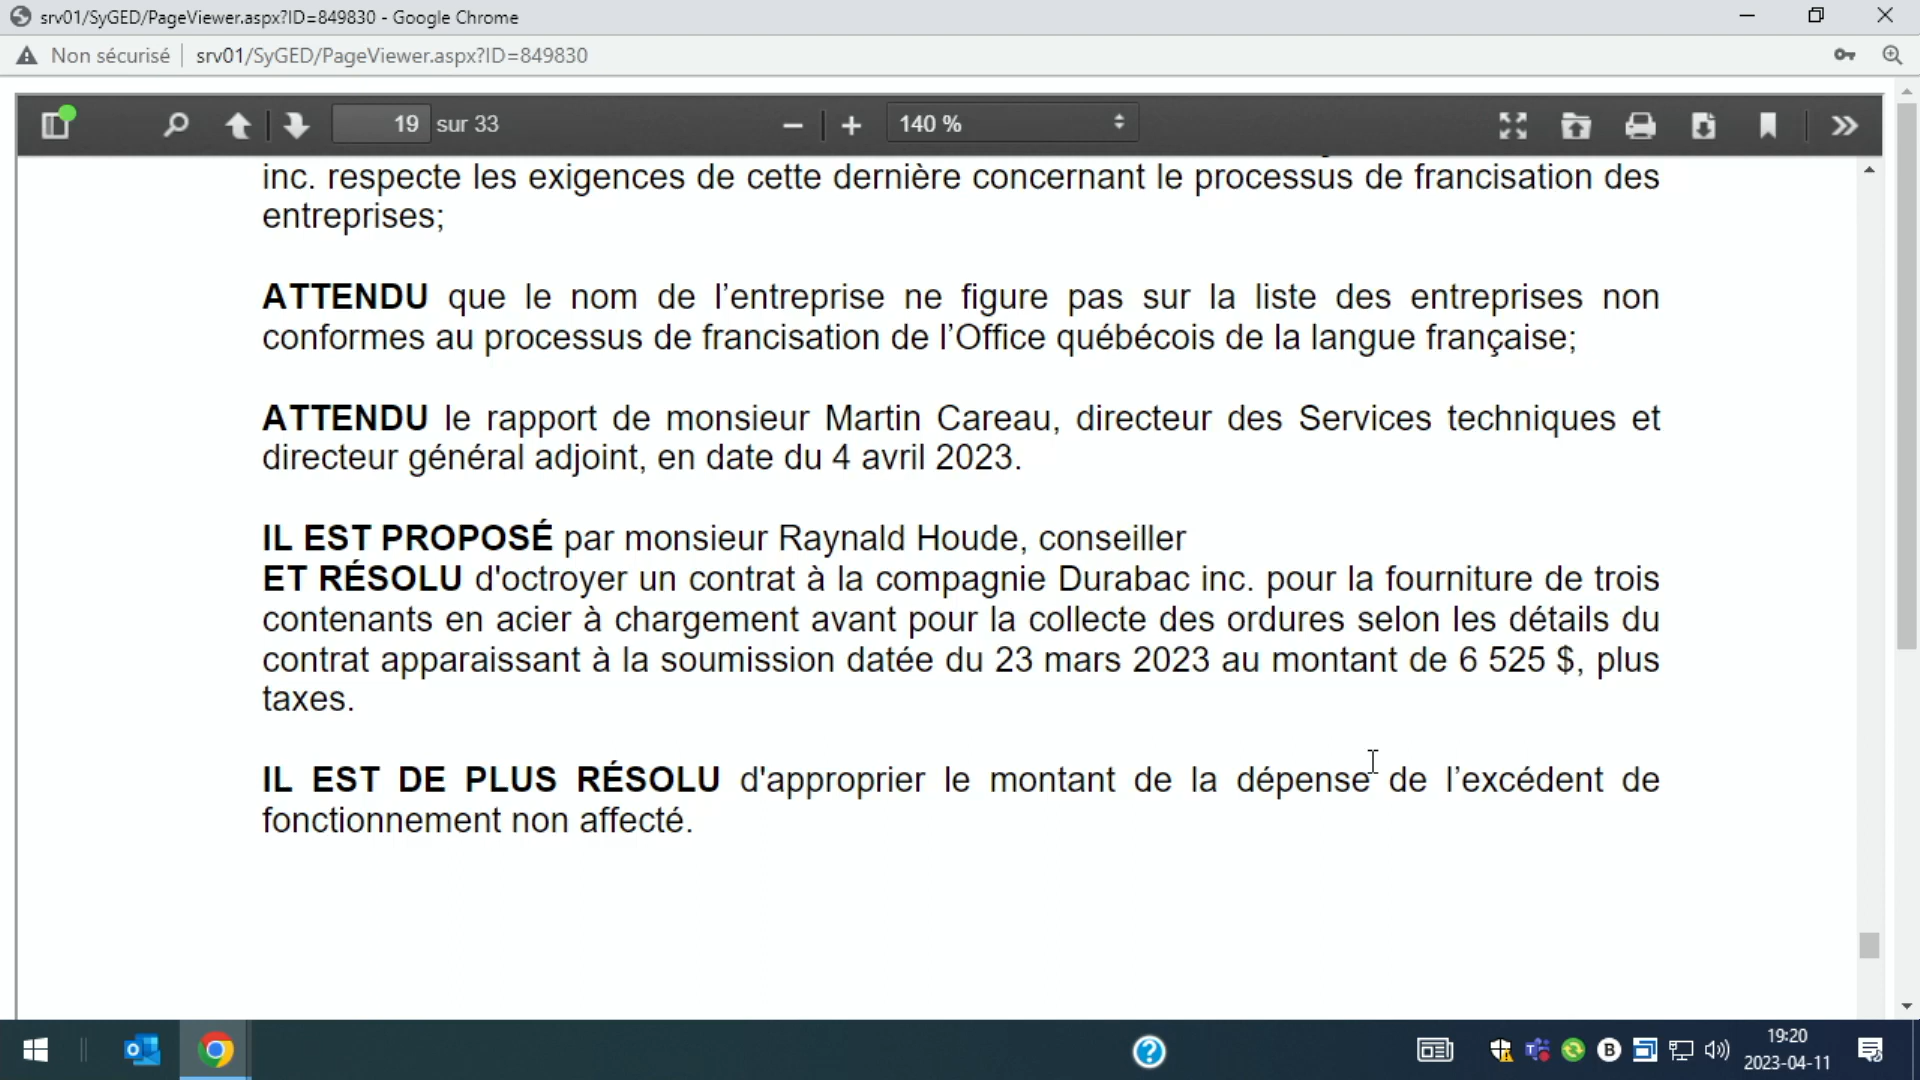 srv01/SyGED/PageViewer.aspx?ID=849830 - Google Chrome
Non sécurisé srv01/SyGED/PageViewer.aspx?ID=849830
19 sur 33 140 %
inc. respecte les exigences de cette dernière concernant le processus de francisation des
entreprises;
ATTENDU que le nom de l’entreprise ne figure pas sur la liste des entreprises non
conformes au processus de francisation de l’Office québécois de la langue française;
ATTENDU le rapport de monsieur Martin Careau, directeur des Services techniques et
directeur général adjoint, en date du 4 avril 2023.
IL EST PROPOSÉ par monsieur Raynald Houde, conseiller
ET RÉSOLU d'octroyer un contrat à la compagnie Durabac inc. pour la fourniture de trois
contenants en acier à chargement avant pour la collecte des ordures selon les détails du
contrat apparaissant à la soumission datée du 23 mars 2023 au montant de 6 525 $, plus
taxes.
IL EST DE PLUS RÉSOLU d'approprier le montant de la dépense de l’excédent de
fonctionnement non affecté.
19:20
2023-04-11